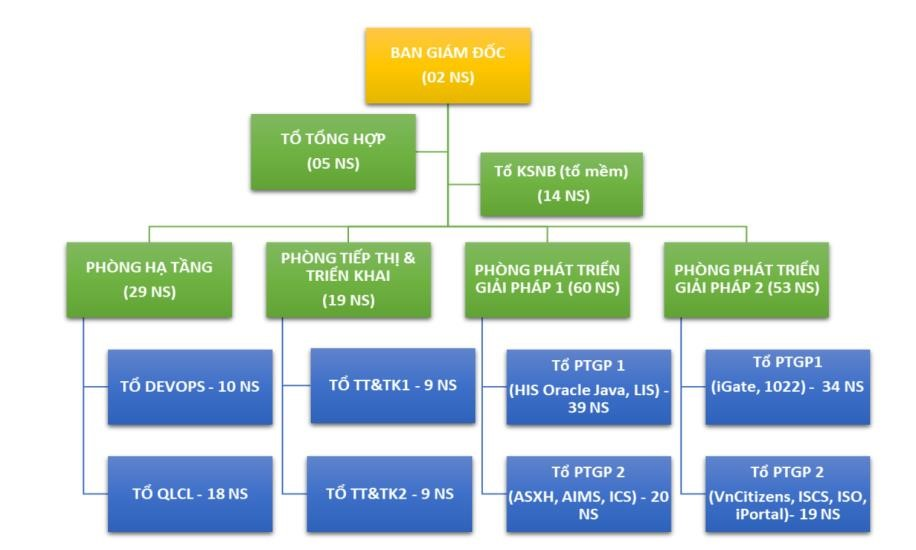 BAN GIÁM ĐỐC
(02 NS)
TỔ TỔNG HỢP
(05 NS)
Tổ KSNB (tổ mềm)
(14 NS)
PHÒNG HẠ TẦNG
(29 NS)
PHÒNG TIẾP THỊ &
TRIỂN KHAI
(19 NS)
PHÒNG PHÁT TRIỂN
GIẢI PHÁP 1 (60 NS)
PHÒNG PHÁT TRIỂN
GIẢI PHÁP 2 (53 NS)
TỔ DEVOPS - 10 NS
TỔ TT&TK1 - 9 NS
Tổ PTGP 1
(HIS Oracle Java, LIS) -
39 NS
Tổ PTGP1
(iGate, 1022) - 34 NS
TỔ QLCL - 18 NS
TỔ TT&TK2 - 9 NS
Tổ PTGP 2
(ASXH, AIMS, ICS) - 20
NS
Tổ PTGP 2
(VnCitizens, ISCS, ISO,
iPortal)- 19 NS